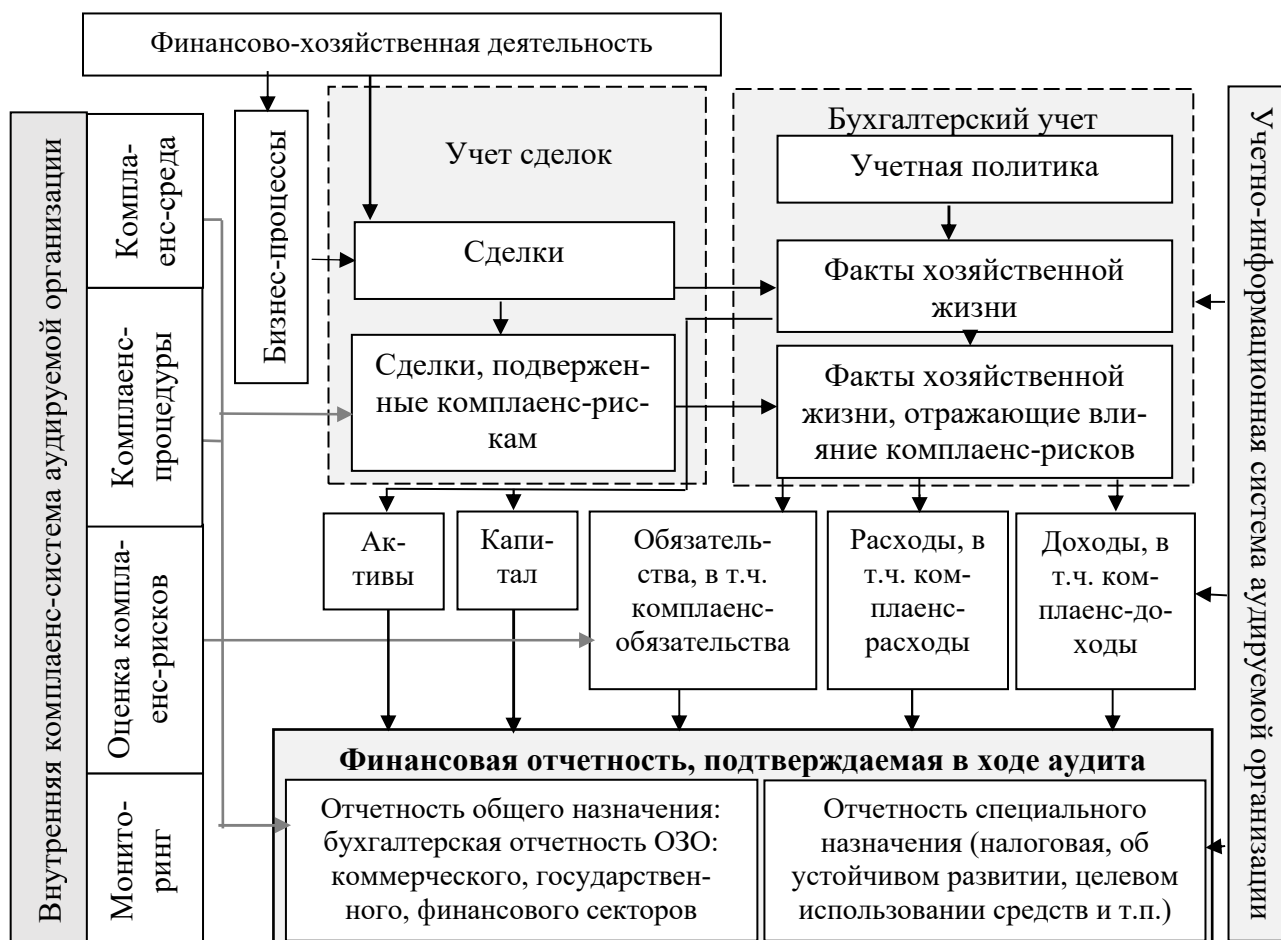 Финансово-хозяйственная деятельность
Внутренняя комплаенс-система аудируемой организации
Компла-
енс-среда
Комплаенс-
процедуры
Оценка компла-
енс-рисков
Монито-
ринг
Бизнес-процессы
Учет сделок
Сделки
Сделки, подвержен-
ные комплаенс-рис-
кам
Бухгалтерский учет
Учетная политика
Факты хозяйственной
жизни
Факты хозяйственной
жизни, отражающие вли-
яние комплаенс-рисков
Учетно-информационная система аудируемой организации
Ак-
тивы
Капи-
тал
Обязатель-
ства, в т.ч.
комплаенс-
обязательства
Расходы, в
т.ч. ком-
плаенс-
расходы
Доходы, в
т.ч. ком-
плаенс-до-
ходы
Финансовая отчетность, подтверждаемая в ходе аудита
Отчетность общего назначения:
бухгалтерская отчетность ОЗО:
коммерческого, государствен-
ного, финансового секторов
Отчетность специального
назначения (налоговая, об
устойчивом развитии, целевом
использовании средств и т.п.)